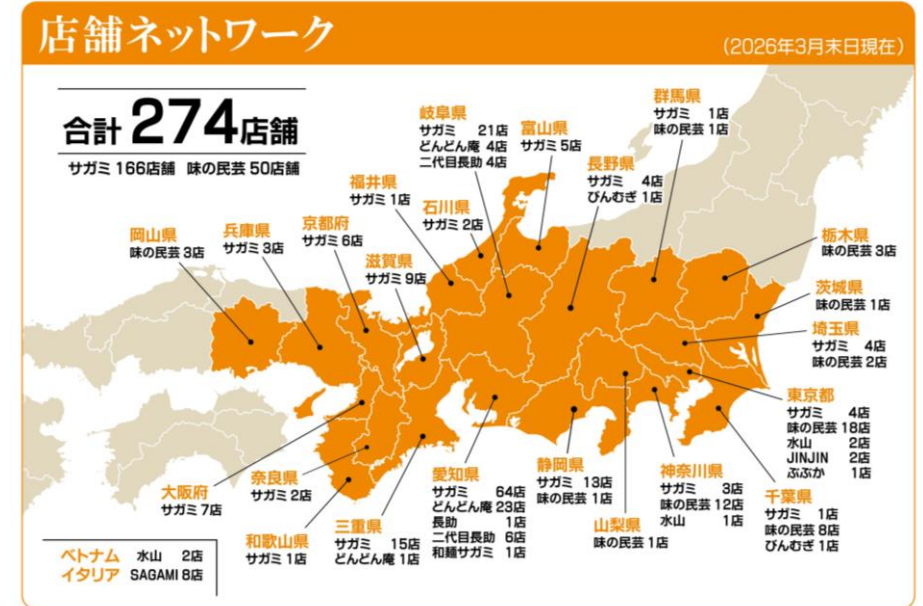 店舗ネットワーク
(2026年3月末日現在)
合計 274店舗
サガミ 166店舗 味の民芸 50店舗
岡山県
味の民芸 3店
兵庫県
サガミ 3店
京都府
サガミ 6店
滋賀県
サガミ 9店
福井県
サガミ 1店
石川県
サガミ 2店
岐阜県
サガミ 21店
どんどん庵 4店
二代目長助 4店
富山県
サガミ 5店
長野県
サガミ 4店
びんむぎ 1店
群馬県
サガミ 1店
味の民芸 1店
栃木県
味の民芸 3店
茨城県
味の民芸 1店
埼玉県
サガミ 4店
味の民芸 2店
東京都
サガミ 4店
味の民芸 18店
水山 2店
JINJIN 2店
ぶぶか 1店
千葉県
サガミ 1店
味の民芸 8店
びんむぎ 1店
神奈川県
サガミ 3店
味の民芸 12店
水山 1店
山梨県
味の民芸 1店
静岡県
サガミ 13店
味の民芸 1店
愛知県
サガミ 64店
どんどん庵 23店
長助 1店
二代目長助 6店
和麺サガミ 1店
三重県
サガミ 15店
どんどん庵 1店
和歌山県
サガミ 1店
奈良県
サガミ 2店
大阪府
サガミ 7店
ベトナム 水山 2店
イタリア SAGAMI 8店